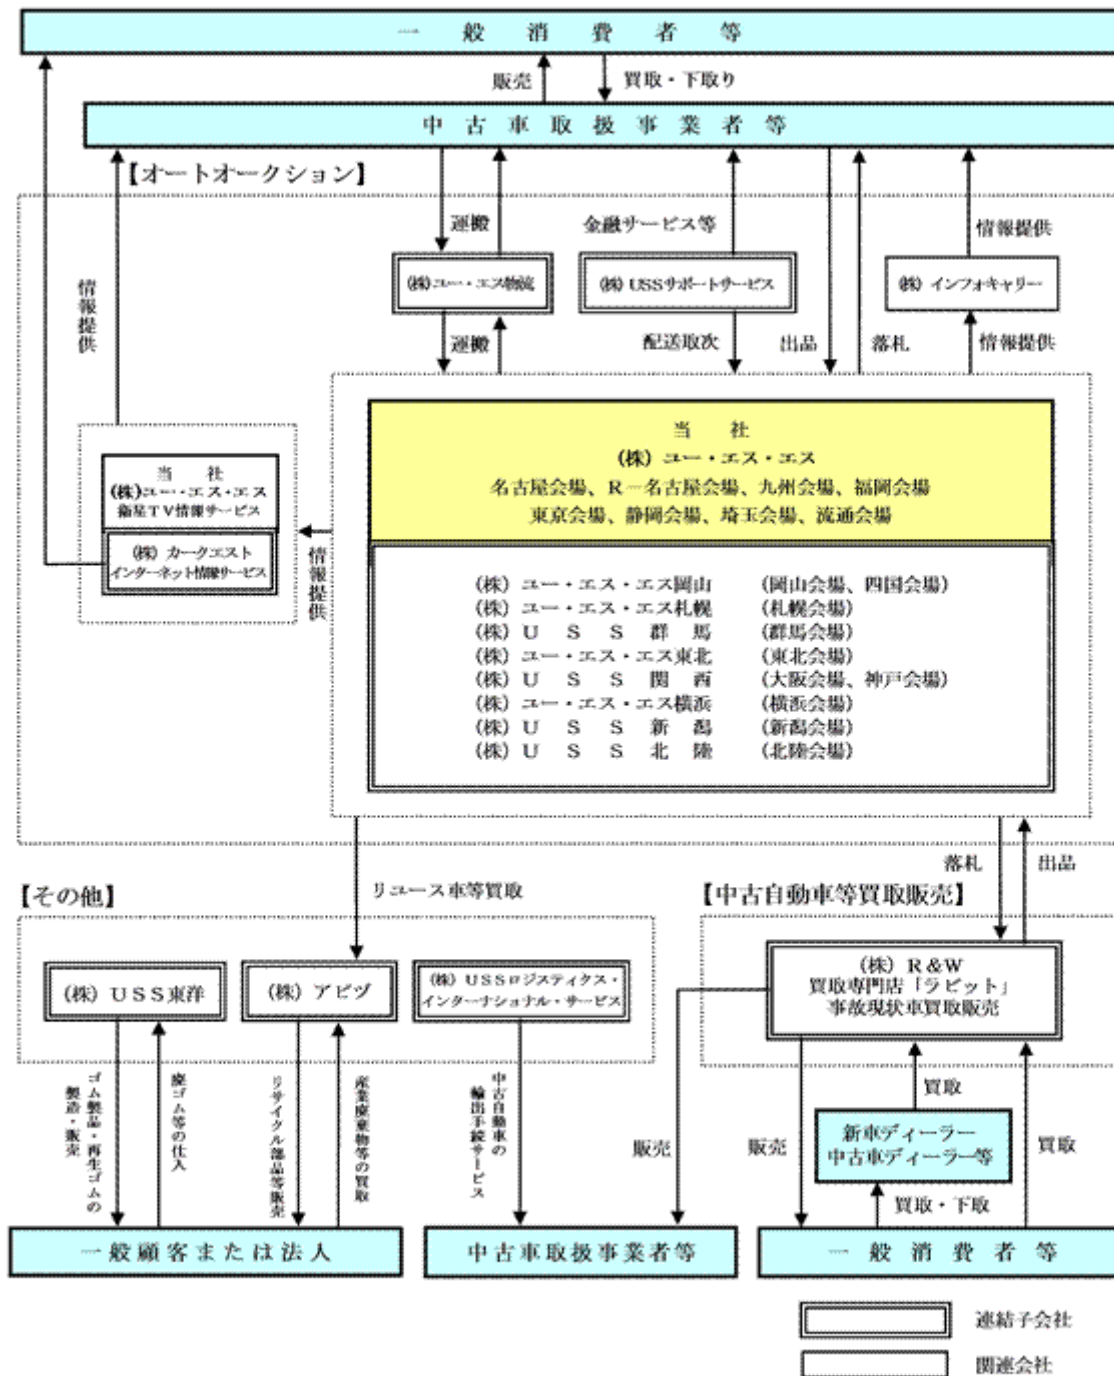 一般消費者等
販売
買取・下取り
中古車取扱事業者等
【オートオークション】
運搬
金融サービス等
情報提供
(株)ユー・エス物流
(株)USSサポートサービス
(株)インフォキャリー
情報提供
運搬
配送取次
出品
落札
情報提供
当 社
(株)ユー・エス・エス
名古屋会場、R-名古屋会場、九州会場、福岡会場
東京会場、静岡会場、埼玉会場、流通会場
当 社
(株)ユー・エス・エス
衛星TV情報サービス
(株)カークエスト
インターネット情報サービス
情報提供
(株)ユー・エス・エス岡山 (岡山会場、四国会場)
(株)ユー・エス・エス札幌 (札幌会場)
(株)USS群馬 (群馬会場)
(株)ユー・エス・エス東北 (東北会場)
(株)USS関西 (大阪会場、神戸会場)
(株)ユー・エス・エス横浜 (横浜会場)
(株)USS新潟 (新潟会場)
(株)USS北陸 (北陸会場)
落札
出品
【その他】
リユース車等買取
【中古自動車等買取販売】
(株)USS東洋
(株)アビヅ
(株)USSロジスティクス・
インターナショナル・サービス
(株)R&W
買取専門店「ラビット」
事故現状車買取販売
ゴム製品・再生ゴムの
製造・販売
廃ゴム等の仕入
リサイクル部品等販売
産業廃棄物等の買取
中古自動車の
輸出手続サービス
販売
販売
買取
新車ディーラー
中古車ディーラー等
買取
買取・下取
一般顧客または法人
中古車取扱事業者等
一般消費者等
連結子会社
関連会社